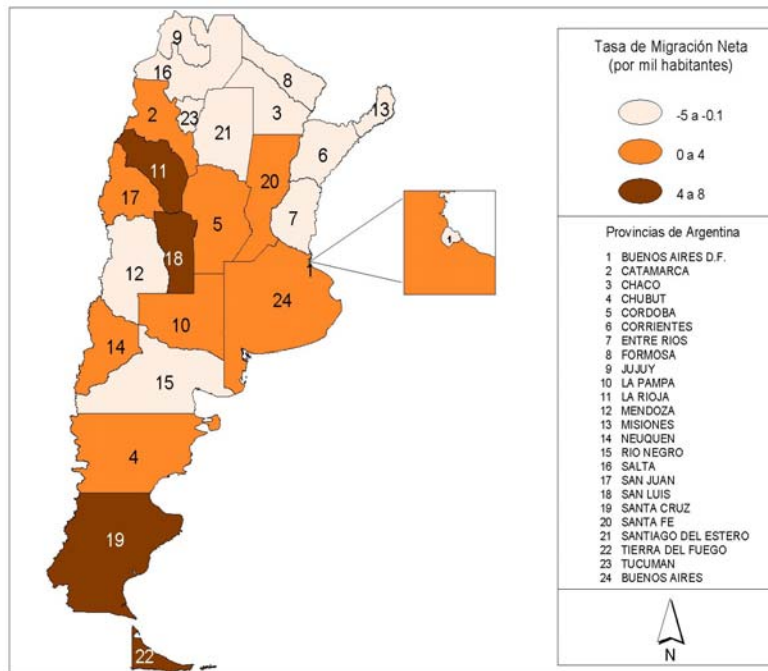 9
16
8
13
2
23
3
21
6
11
20
17
7
5
1
18
12
1
24
10
14
15
4
19
22
Tasa de Migración Neta
(por mil habitantes)
-5 a -0.1
0 a 4
4 a 8
Provincias de Argentina
1 BUENOS AIRES D.F.
2 CATAMARCA
3 CHACO
4 CHUBUT
5 CORDOBA
6 CORRIENTES
7 ENTRE RIOS
8 FORMOSA
9 JUJUY
10 LA PAMPA
11 LA RIOJA
12 MENDOZA
13 MISIONES
14 NEUQUEN
15 RIO NEGRO
16 SALTA
17 SAN JUAN
18 SAN LUIS
19 SANTA CRUZ
20 SANTA FE
21 SANTIAGO DEL ESTERO
22 TIERRA DEL FUEGO
23 TUCUMAN
24 BUENOS AIRES
N